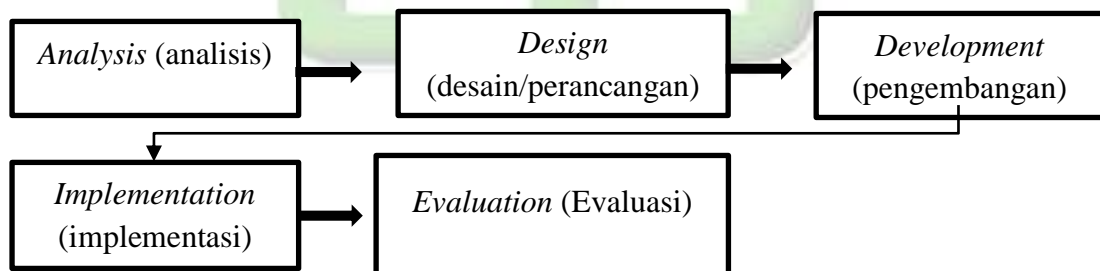 Analysis (analisis)
Design
(desain/perancangan)
Development
(pengembangan)
Implementation
(implementasi)
Evaluation (Evaluasi)